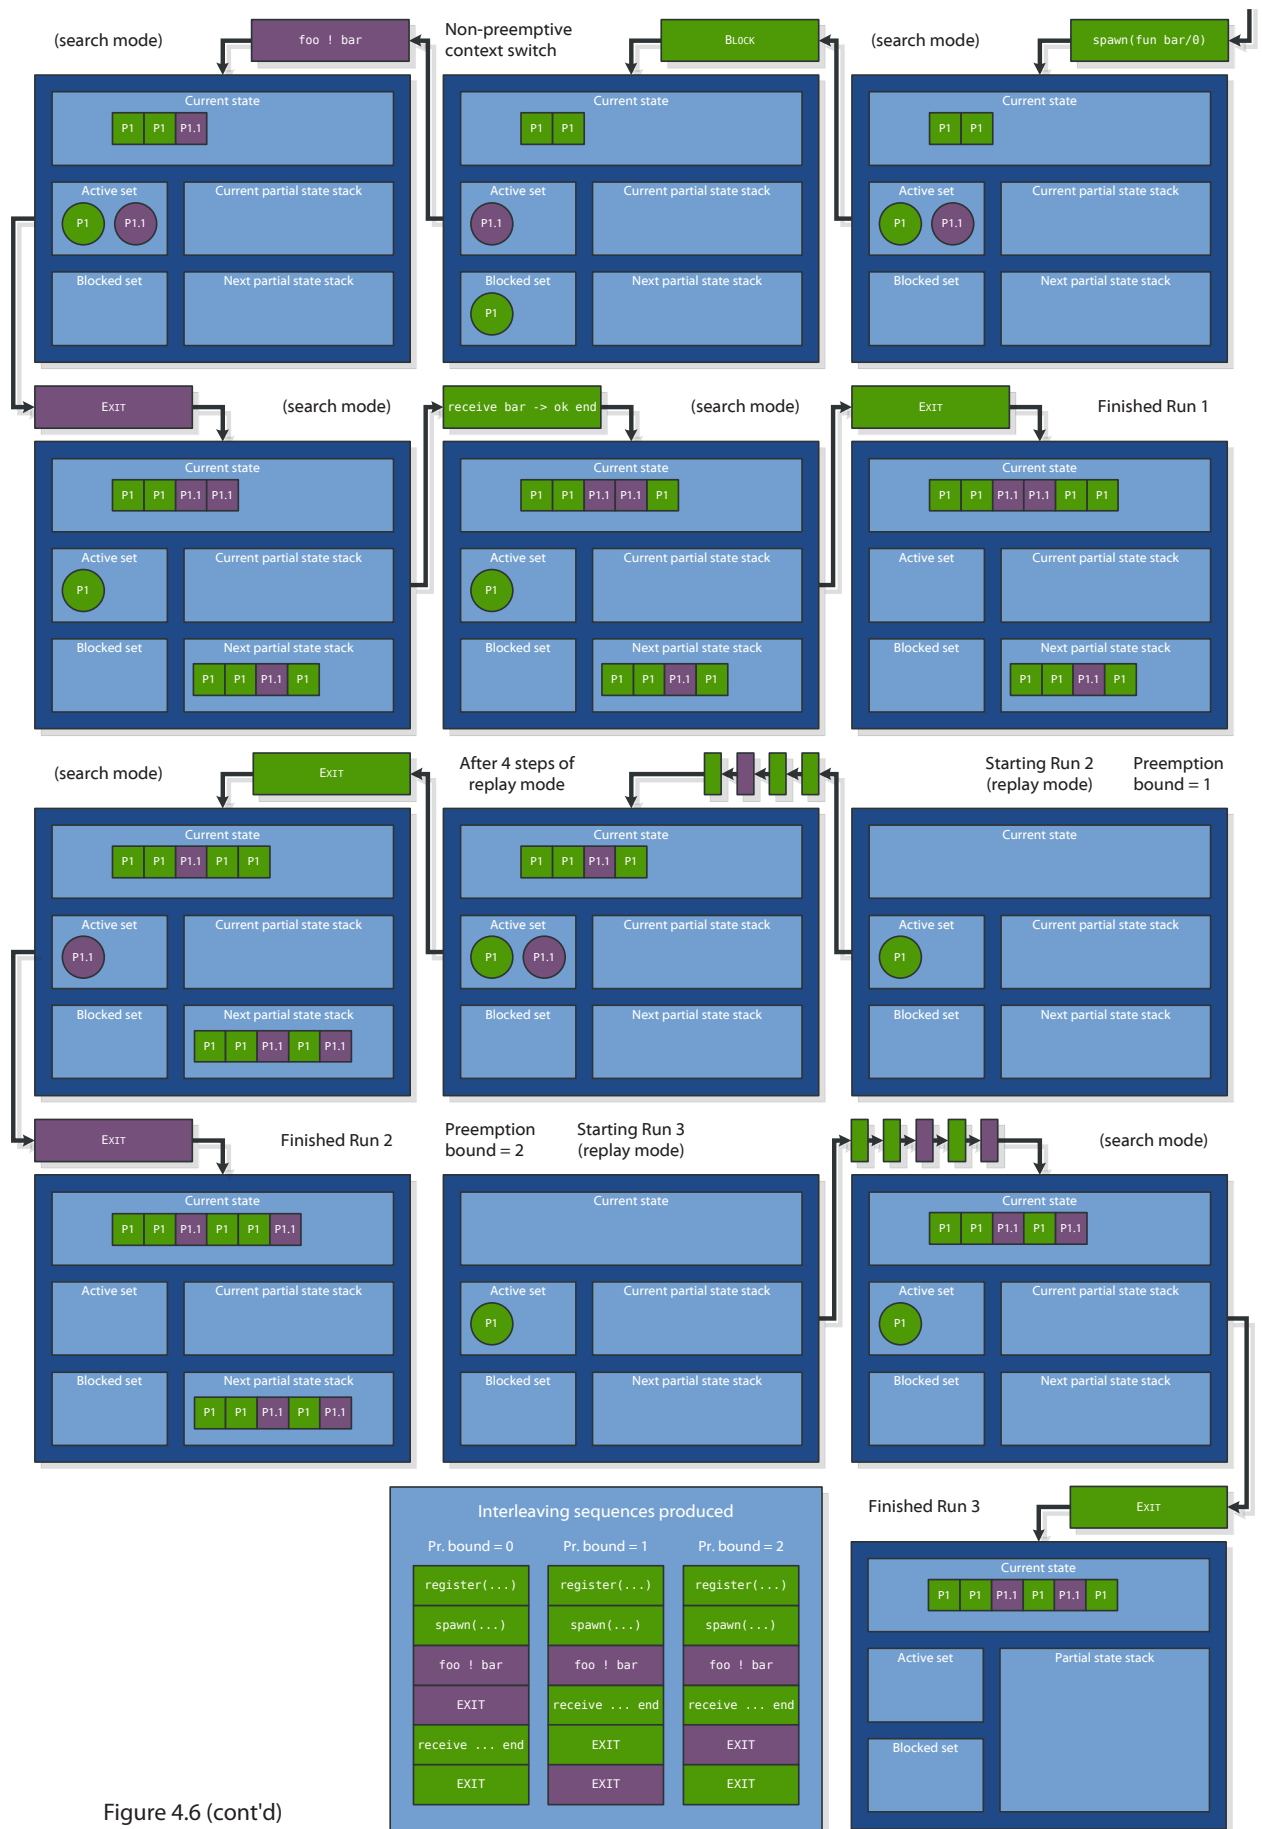 (search mode)
foo ! bar
Non-preemptive
context switch
BLOCK
(search mode)
spawn(fun bar/0)
Current state
P1 P1 P1.1
Active set
P1 P1.1
Current partial state stack
Blocked set
Next partial state stack
Current state
P1 P1
Active set
P1.1
Current partial state stack
Blocked set
P1
Next partial state stack
Current state
P1 P1
Active set
P1 P1.1
Current partial state stack
Blocked set
Next partial state stack
EXIT
(search mode)
receive bar -> ok end
(search mode)
EXIT
Finished Run 1
Current state
P1 P1 P1.1 P1.1
Active set
P1
Current partial state stack
Blocked set
Next partial state stack
P1 P1 P1.1 P1
Current state
P1 P1 P1.1 P1.1 P1
Active set
P1
Current partial state stack
Blocked set
Next partial state stack
P1 P1 P1.1 P1
Current state
P1 P1 P1.1 P1.1 P1 P1
Active set
Current partial state stack
Blocked set
Next partial state stack
P1 P1 P1.1 P1
(search mode)
EXIT
After 4 steps of
replay mode
Starting Run 2
(replay mode)
Preemption
bound = 1
Current state
P1 P1 P1.1 P1 P1
Active set
P1.1
Current partial state stack
Blocked set
Next partial state stack
P1 P1 P1.1 P1 P1.1
Current state
P1 P1 P1.1 P1
Active set
P1 P1.1
Current partial state stack
Blocked set
Next partial state stack
Current state
Active set
P1
Current partial state stack
Blocked set
Next partial state stack
EXIT
Finished Run 2
Preemption
bound = 2
Starting Run 3
(replay mode)
(search mode)
Current state
P1 P1 P1.1 P1 P1 P1.1
Active set
Current partial state stack
Blocked set
Next partial state stack
P1 P1 P1.1 P1 P1.1
Current state
Active set
P1
Current partial state stack
Blocked set
Next partial state stack
Current state
P1 P1 P1.1 P1 P1.1
Active set
P1
Current partial state stack
Blocked set
Next partial state stack
Interleaving sequences produced
Pr. bound = 0 Pr. bound = 1 Pr. bound = 2
register(...) register(...) register(...)
spawn(...) spawn(...) spawn(...)
foo ! bar foo ! bar foo ! bar
EXIT receive ... end receive ... end
receive ... end EXIT EXIT
EXIT EXIT EXIT
Finished Run 3
EXIT
Current state
P1 P1 P1.1 P1 P1.1 P1
Active set
Partial state stack
Blocked set
Figure 4.6 (cont'd)